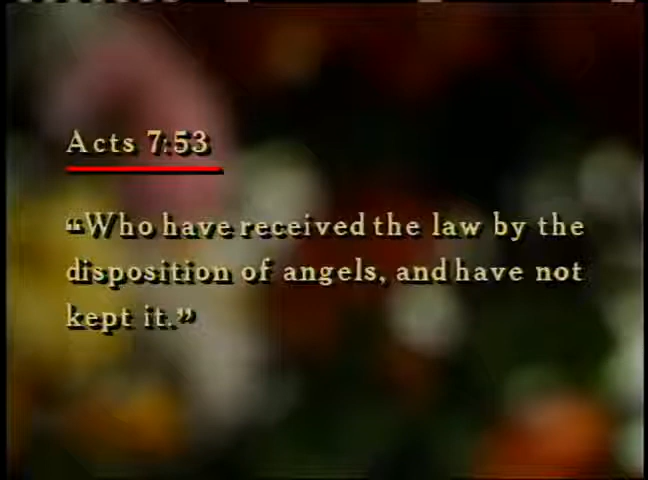 Acts 7:53
“Who have received the law by the
disposition of angels, and have not
kept it.”